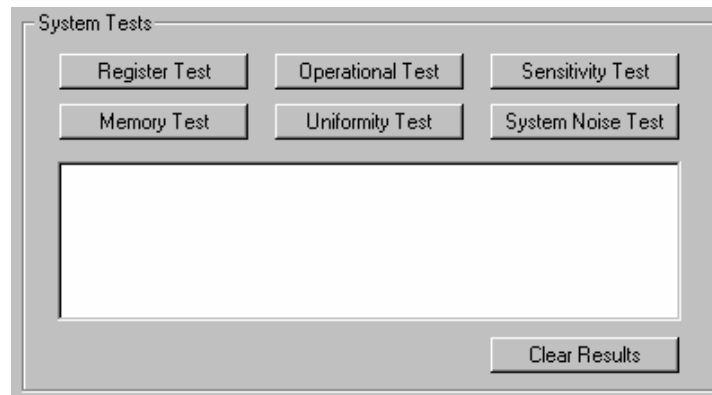 System Tests
Register Test Operational Test Sensitivity Test
Memory Test Uniformity Test System Noise Test
Clear Results